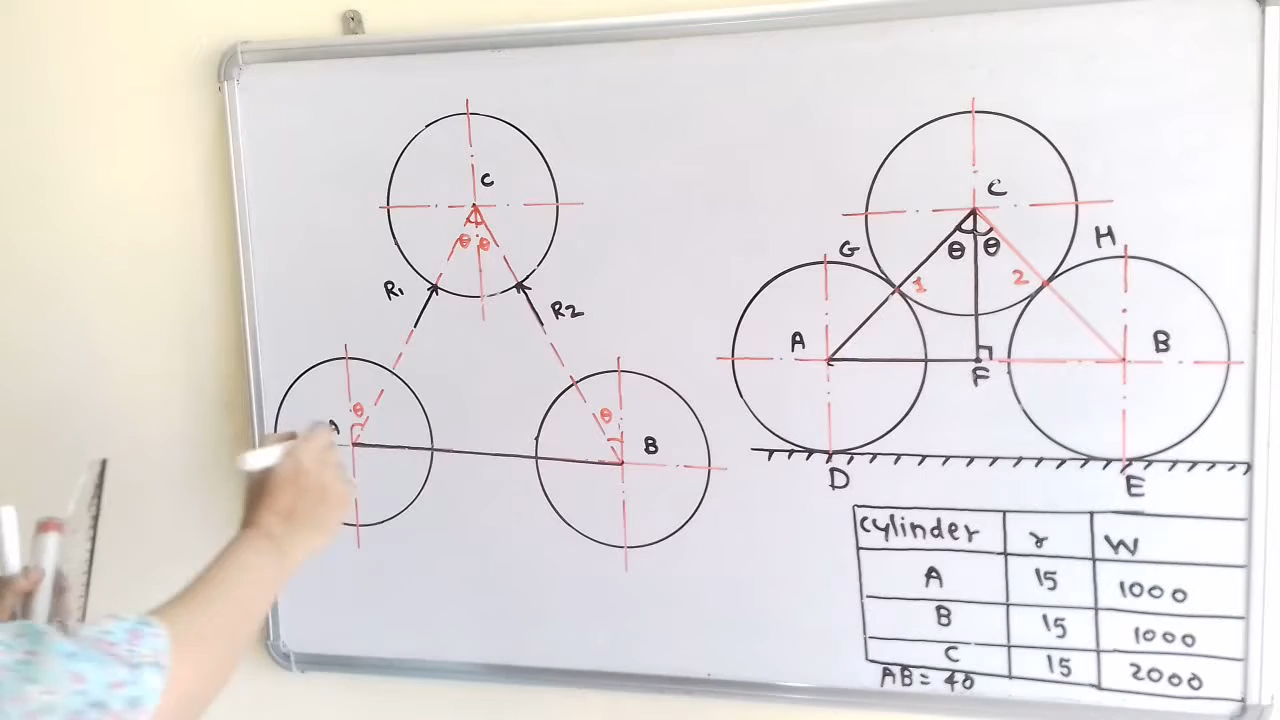 C
θ θ
R1
R2
A
θ
θ
B
C
θ θ
G
H
1
2
A
B
F
D
E
cylinder r W
A 15 1000
B 15 1000
C 15 2000
AB = 40